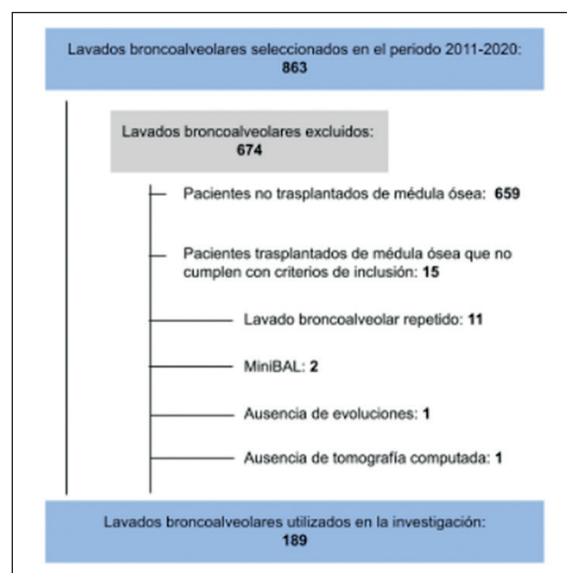 Lavados broncoalveolares seleccionados en el periodo 2011-2020:
863
Lavados broncoalveolares excluidos:
674
Pacientes no trasplantados de médula ósea: 659
Pacientes trasplantados de médula ósea que no
cumplen con criterios de inclusión: 15
Lavado broncoalveolar repetido: 11
MiniBAL: 2
Ausencia de evoluciones: 1
Ausencia de tomografía computada: 1
Lavados broncoalveolares utilizados en la investigación:
189